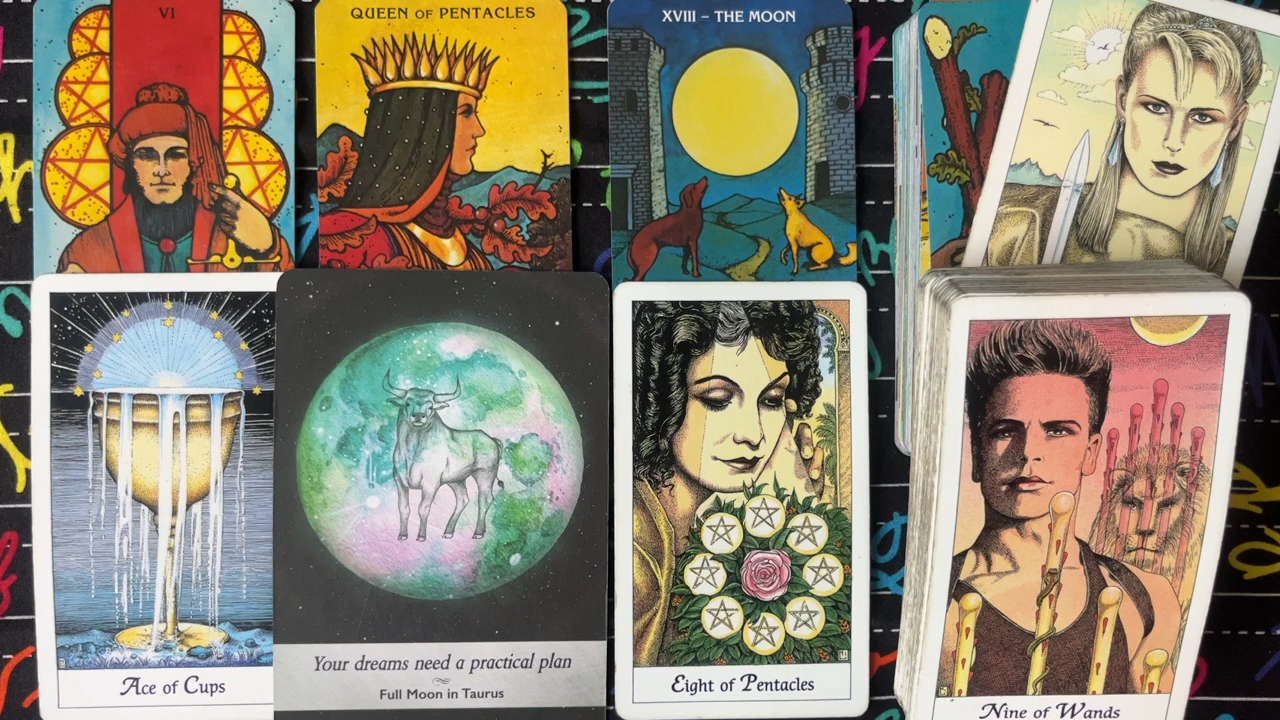 VI
QUEEN OF PENTACLES
XVIII – THE MOON
Ace of Cups
Your dreams need a practical plan
Full Moon in Taurus
Eight of Pentacles
Nine of Wands